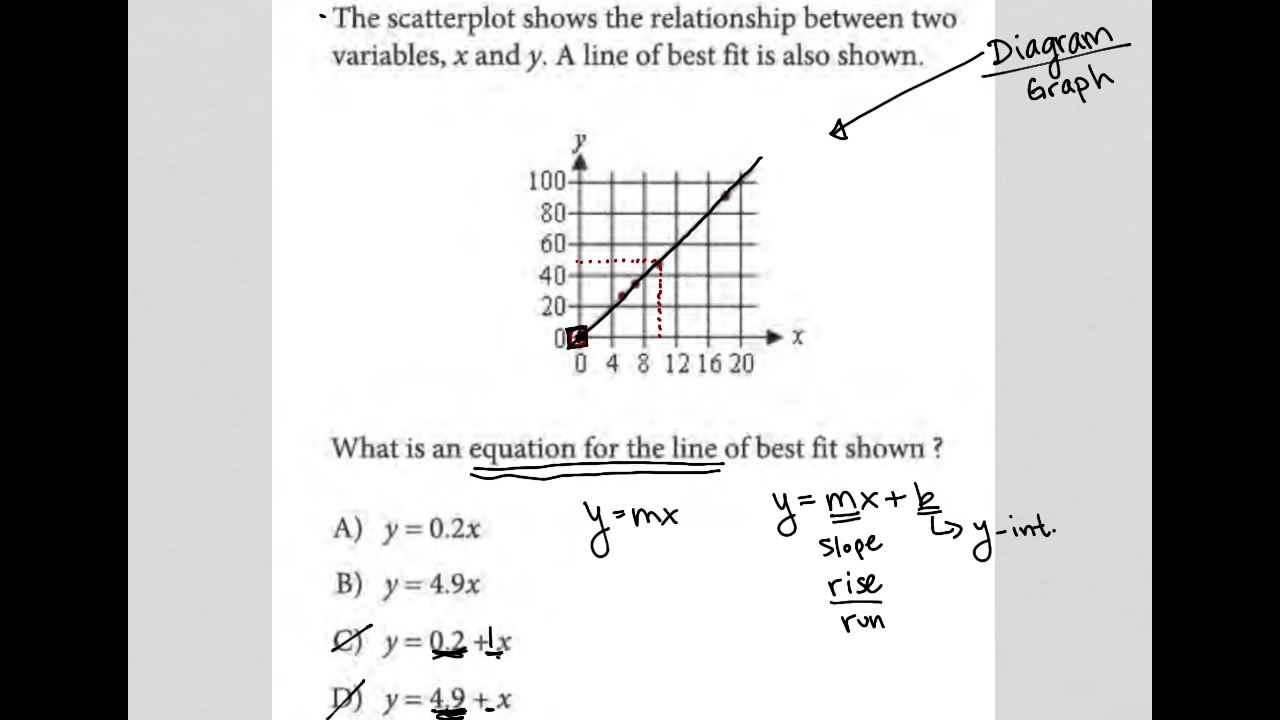 · The scatterplot shows the relationship between two
variables, x and y. A line of best fit is also shown.
Diagram
Graph
y
100
80
60
40
20
0
x
0 4 8 12 16 20
What is an equation for the line of best fit shown ?
y = mx
y = mx + b
↳ y-int.
slope
rise
run
A) y = 0.2x
B) y = 4.9x
C) y = 0.2 + 1x
D) y = 4.9 + x